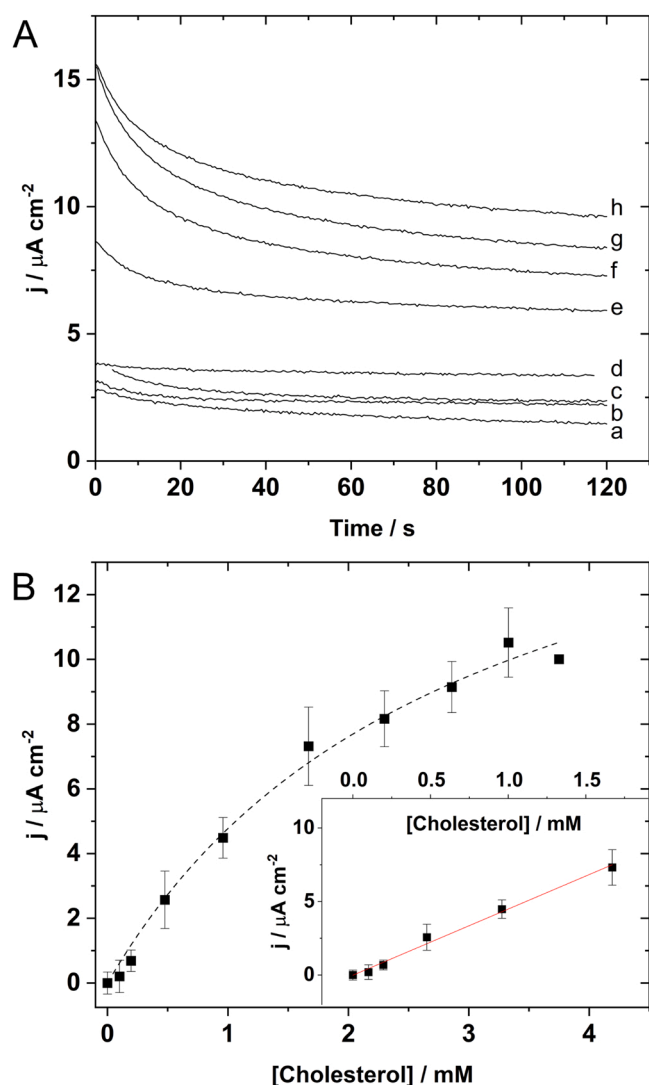 A
15
10
5
0
j / μA cm-2
h
g
f
e
d
c
b
a
0 20 40 60 80 100 120
Time / s
B
12
10
8
6
4
2
0
j / μA cm-2
0.0 0.5 1.0 1.5
[Cholesterol] / mM
10
5
0
j / μA cm-2
0 1 2 3 4
[Cholesterol] / mM